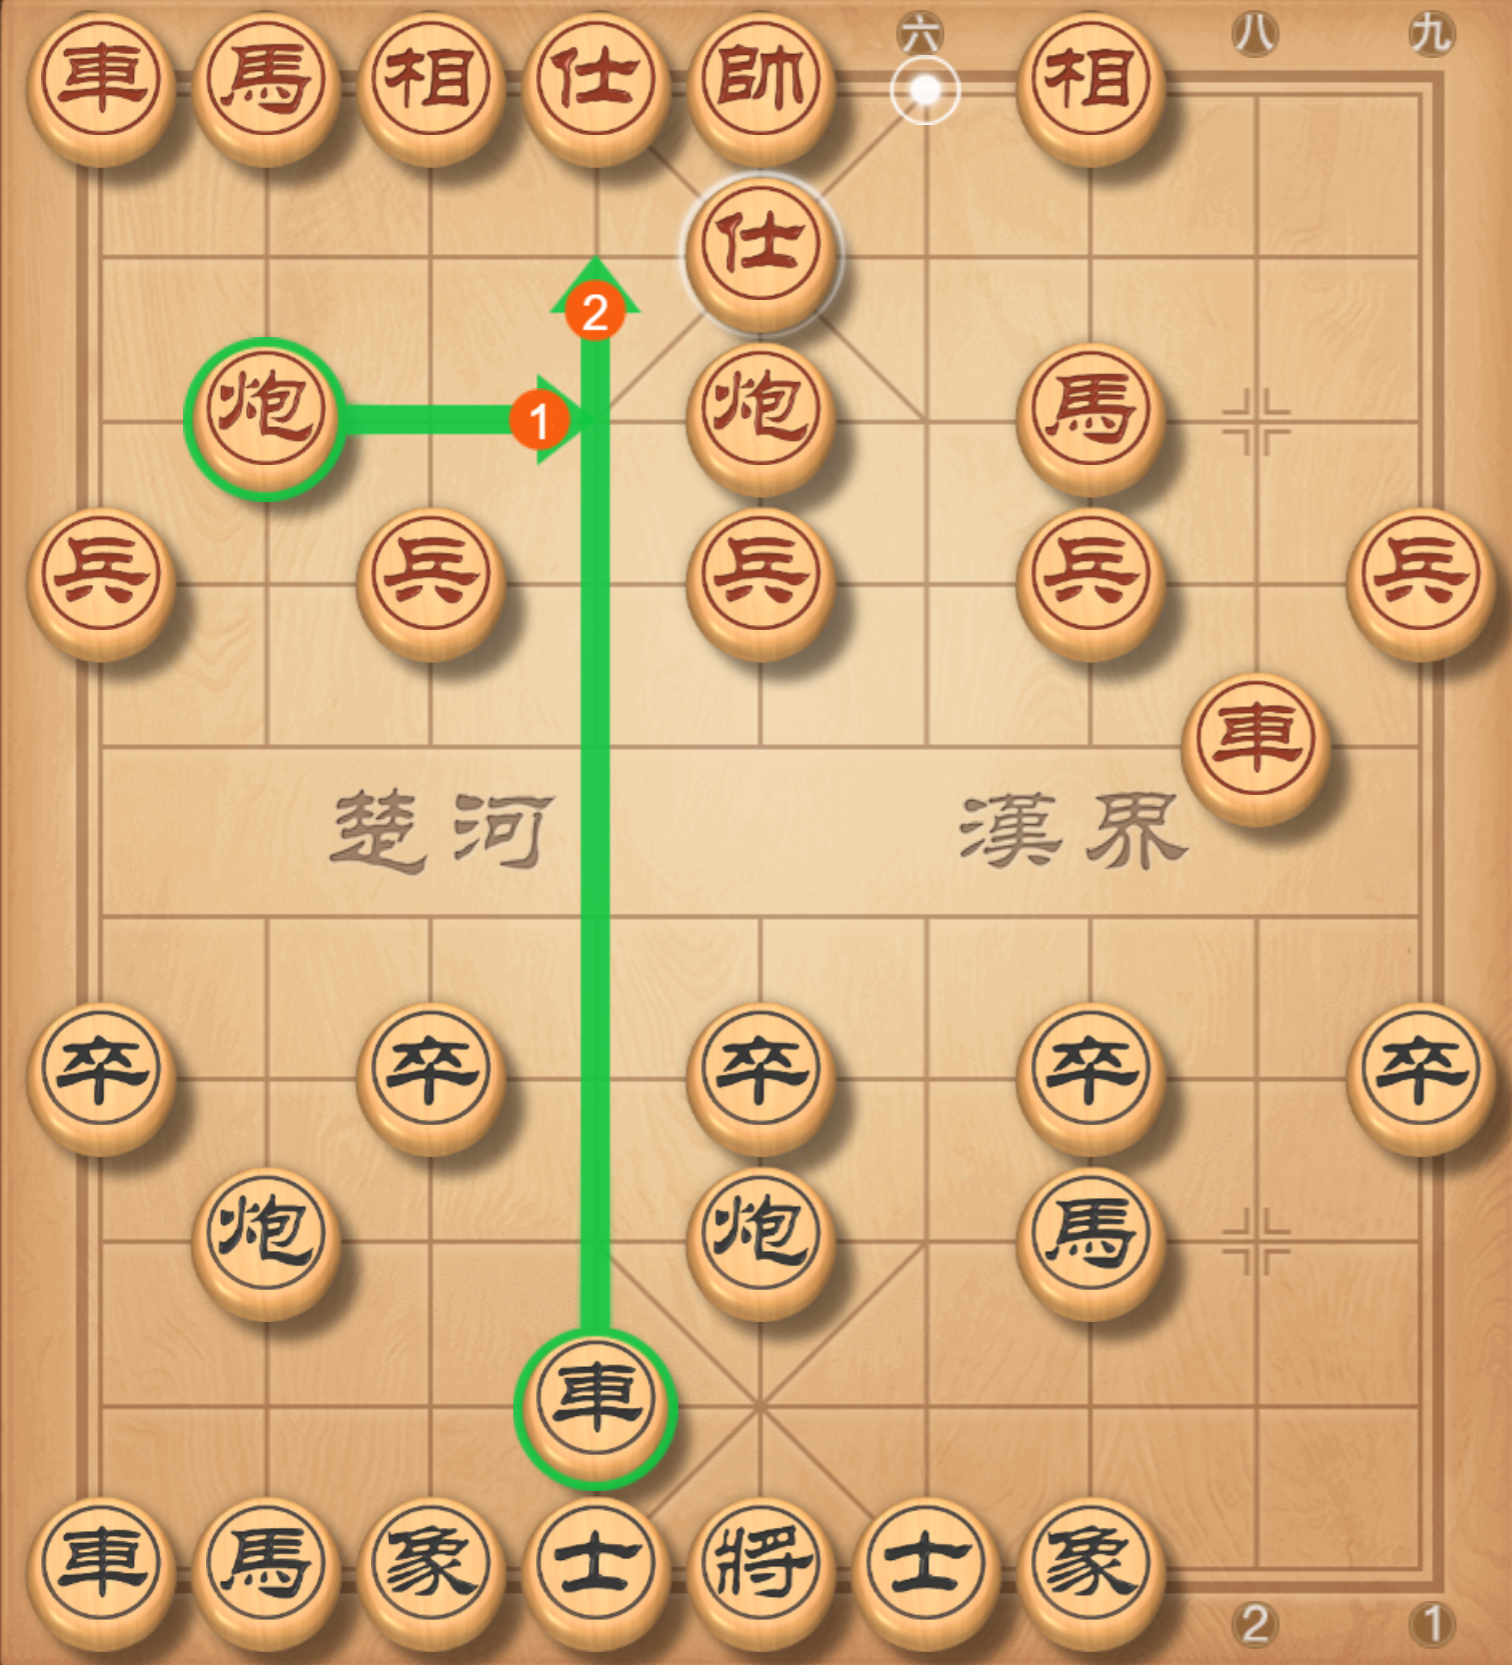 六 八 九
車 馬 相 仕 帥 相
仕
2
炮 1 炮 馬
兵 兵 兵 兵 兵
車
楚河 漢界
卒 卒 卒 卒 卒
炮 炮 馬
車
車 馬 象 士 將 士 象
2 1